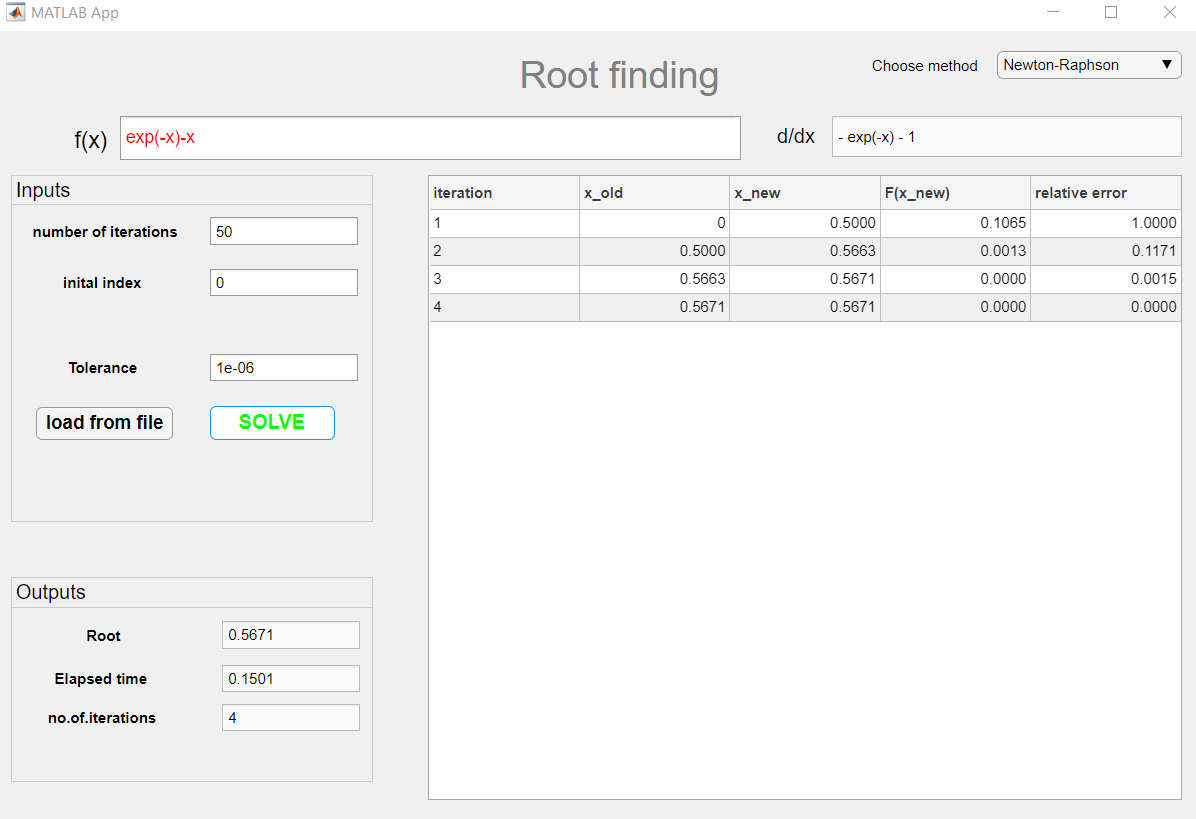 MATLAB App
Root finding
Choose method Newton-Raphson
f(x) exp(-x)-x d/dx - exp(-x) - 1
Inputs
number of iterations 50
inital index 0
Tolerance 1e-06
load from file SOLVE
Outputs
Root 0.5671
Elapsed time 0.1501
no.of.iterations 4
iteration x_old x_new F(x_new) relative error
1 0 0.5000 0.1065 1.0000
2 0.5000 0.5663 0.0013 0.1171
3 0.5663 0.5671 0.0000 0.0015
4 0.5671 0.5671 0.0000 0.0000